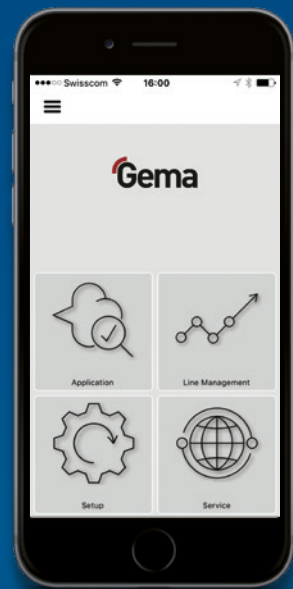 Swisscom 16:00
Gema
Application Line Management
Setup Service